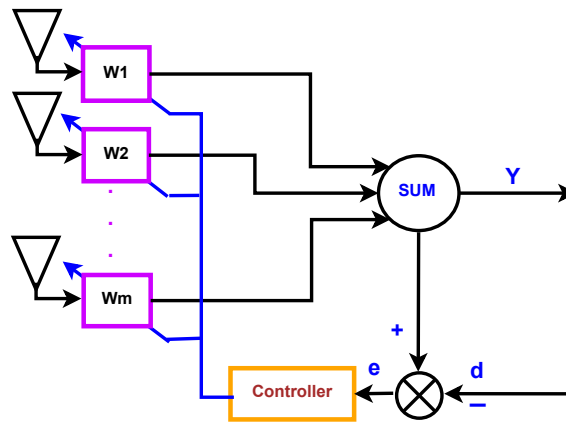 W1
W2
.
.
.
Wm
SUM
Y
+
e
d
−
Controller